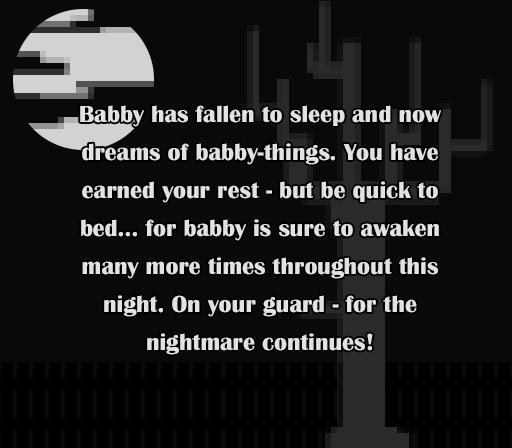 Babby has fallen to sleep and now
dreams of babby-things. You have
earned your rest - but be quick to
bed... for babby is sure to awaken
many more times throughout this
night. On your guard - for the
nightmare continues!